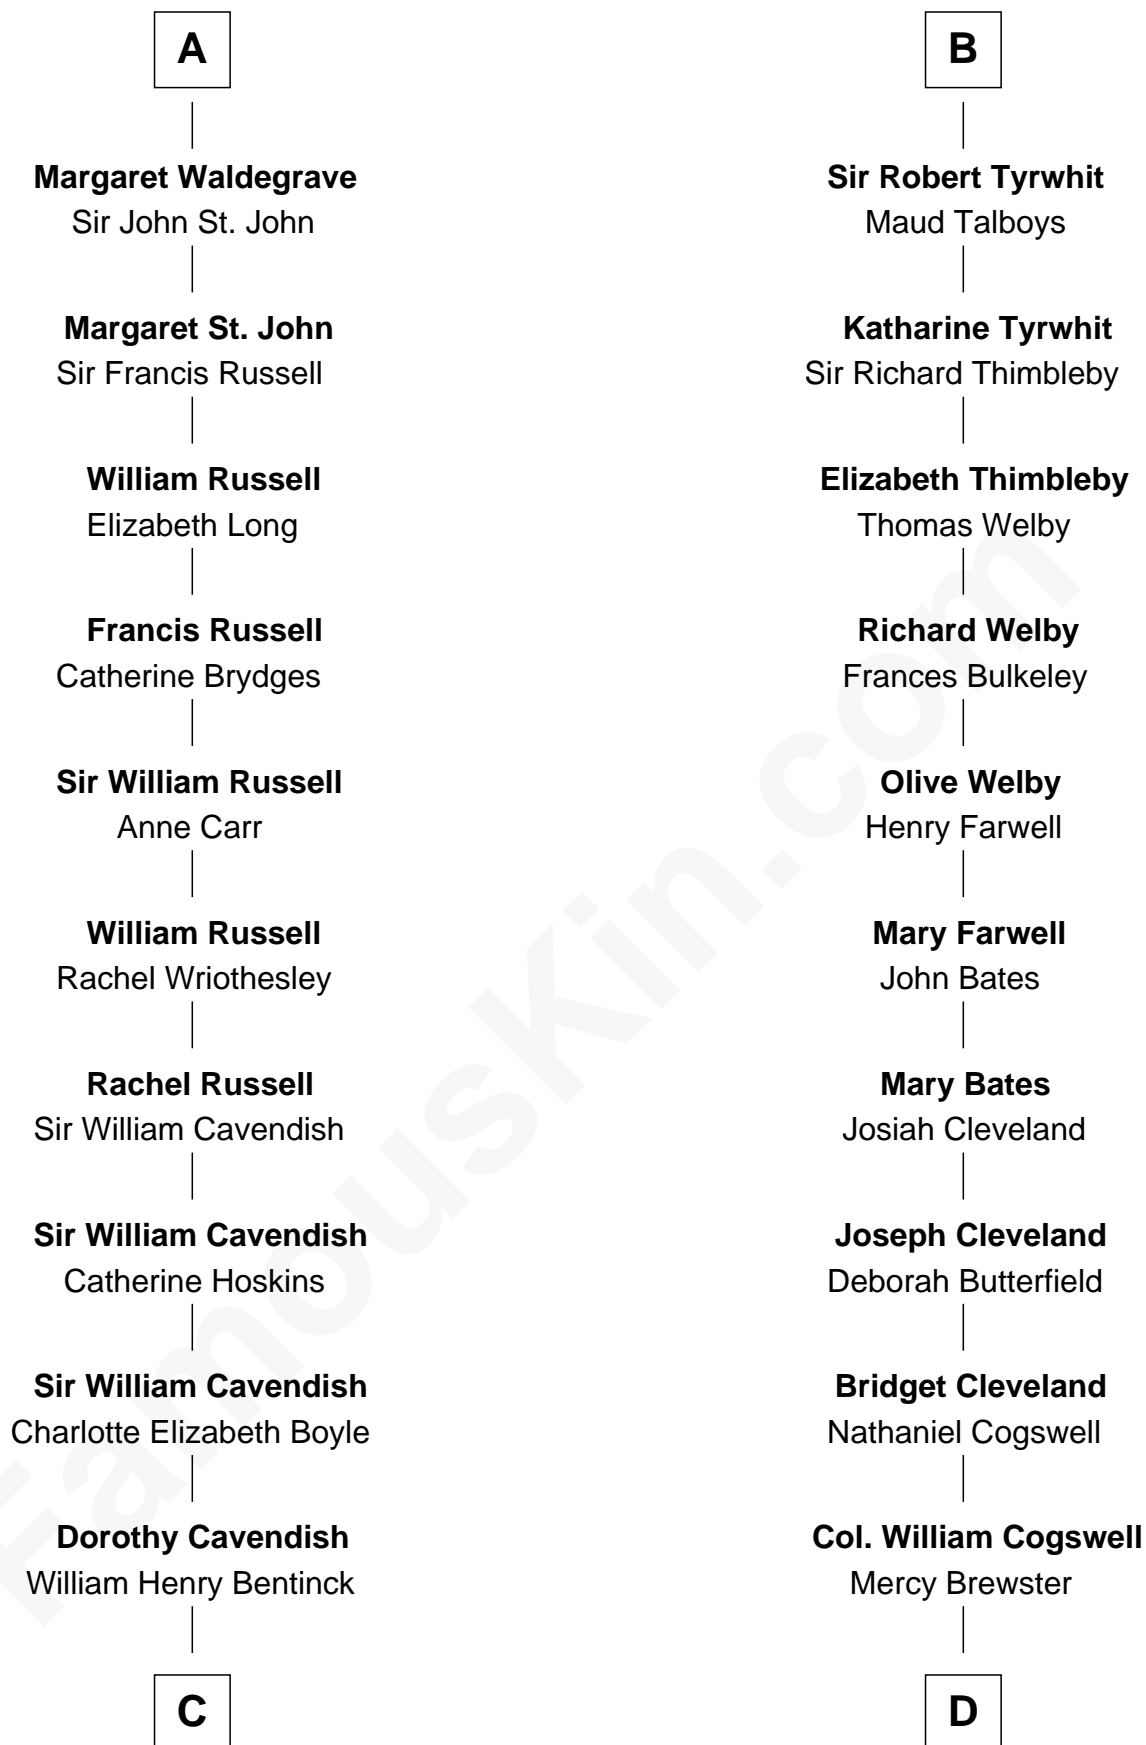 A
Margaret Waldegrave
Sir John St. John
Margaret St. John
Sir Francis Russell
William Russell
Elizabeth Long
Francis Russell
Catherine Brydges
Sir William Russell
Anne Carr
William Russell
Rachel Wriothesley
Rachel Russell
Sir William Cavendish
Sir William Cavendish
Catherine Hoskins
Sir William Cavendish
Charlotte Elizabeth Boyle
Dorothy Cavendish
William Henry Bentinck
C
B
Sir Robert Tyrwhit
Maud Talboys
Katharine Tyrwhit
Sir Richard Thimbleby
Elizabeth Thimbleby
Thomas Welby
Richard Welby
Frances Bulkeley
Olive Welby
Henry Farwell
Mary Farwell
John Bates
Mary Bates
Josiah Cleveland
Joseph Cleveland
Deborah Butterfield
Bridget Cleveland
Nathaniel Cogswell
Col. William Cogswell
Mercy Brewster
D
FamousKin.com